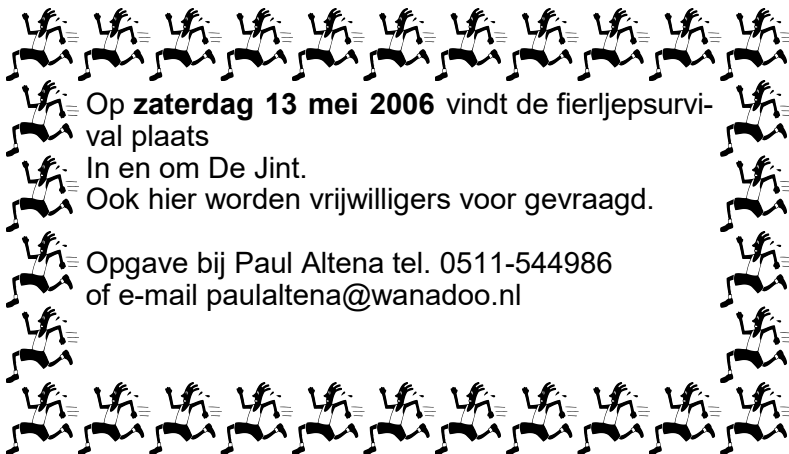 Op zaterdag 13 mei 2006 vindt de fierljepsurvi-
val plaats
In en om De Jint.
Ook hier worden vrijwilligers voor gevraagd.
Opgave bij Paul Altena tel. 0511-544986
of e-mail paulaltena@wanadoo.nl